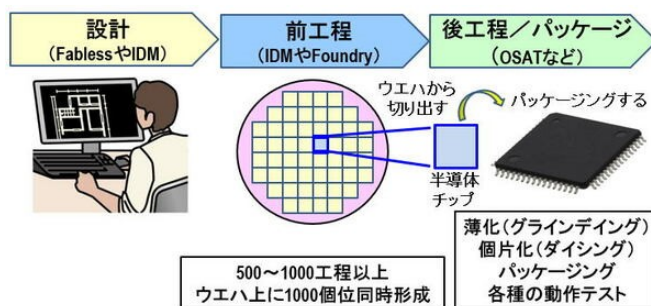 設計
(FablessやIDM)
前工程
(IDMやFoundry)
後工程／パッケージ
(OSATなど)
ウエハから
切り出す
パッケージングする
半導体
チップ
500～1000工程以上
ウエハ上に1000個位同時形成
薄化(グラインデイング)
個片化(ダイシング)
パッケージング
各種の動作テスト